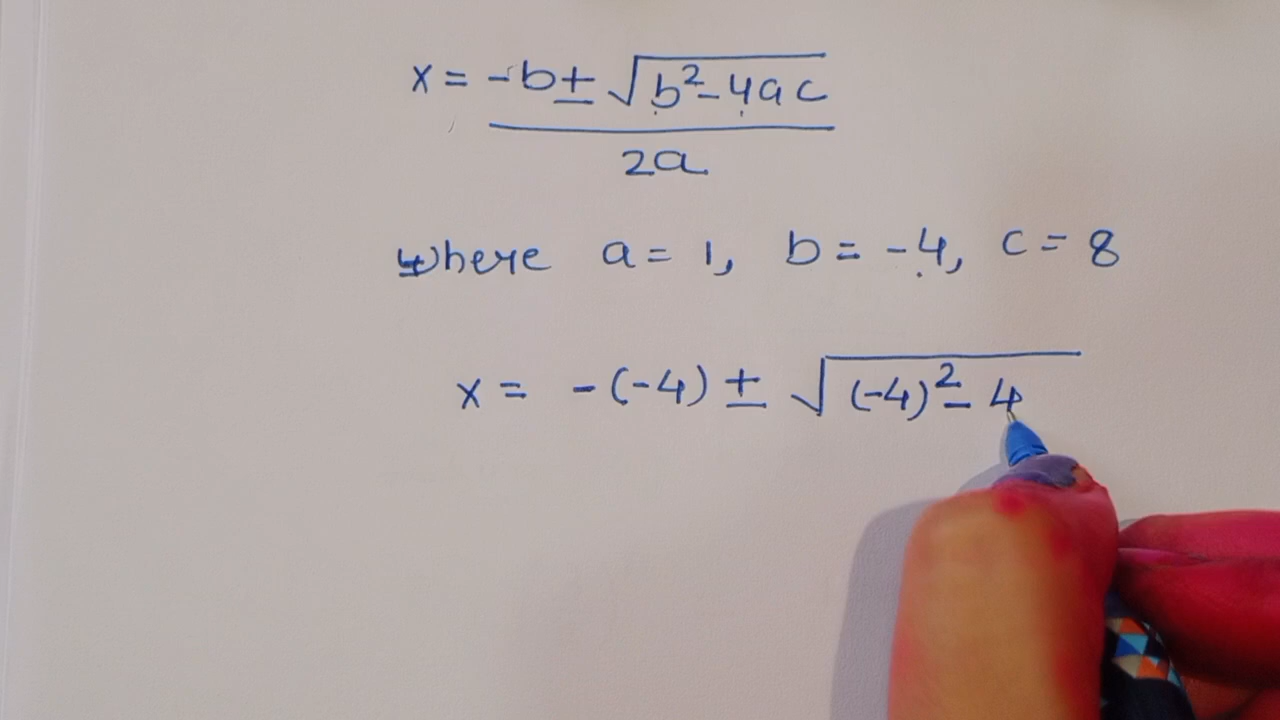 x = -b ± √b² - 4ac
2a
where a = 1, b = -4, c = 8
x = -(-4) ± √(-4)² - 4